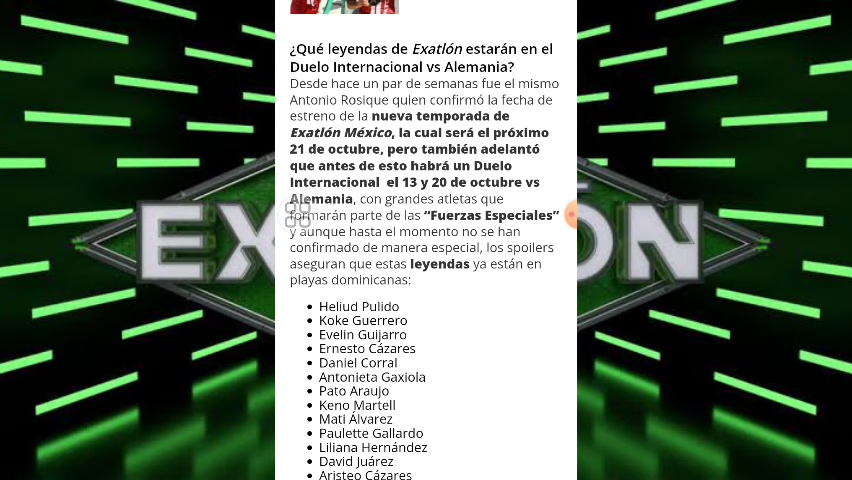 ¿Qué leyendas de Exatlón estarán en el
Duelo Internacional vs Alemania?
Desde hace un par de semanas fue el mismo
Antonio Rosique quien confirmó la fecha de
estreno de la nueva temporada de
Exatlón México, la cual será el próximo
21 de octubre, pero también adelantó
que antes de esto habrá un Duelo
Internacional el 13 y 20 de octubre vs
Alemania, con grandes atletas que
formarán parte de las “Fuerzas Especiales”
y aunque hasta el momento no se han
confirmado de manera especial, los spoilers
aseguran que estas leyendas ya están en
playas dominicanas:
• Heliud Pulido
• Koke Guerrero
• Evelin Guijarro
• Ernesto Cázares
• Daniel Corral
• Antonieta Gaxiola
• Pato Araujo
• Keno Martell
• Mati Álvarez
• Paulette Gallardo
• Liliana Hernández
• David Juárez
• Aristeo Cázares
EX
ÓN